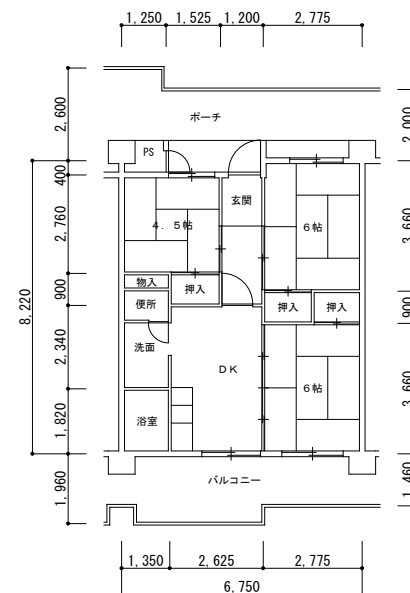 1,250 1,525 1,200 2,775
2,600
400
2,760
900
2,340
1,820
1,960
8,220
2,000
3,660
900
3,660
1,460
ポーチ
PS
玄関
4．5帖
6帖
物入
押入
押入
押入
便所
洗面
DK
6帖
浴室
バルコニー
1,350 2,625 2,775
6,750